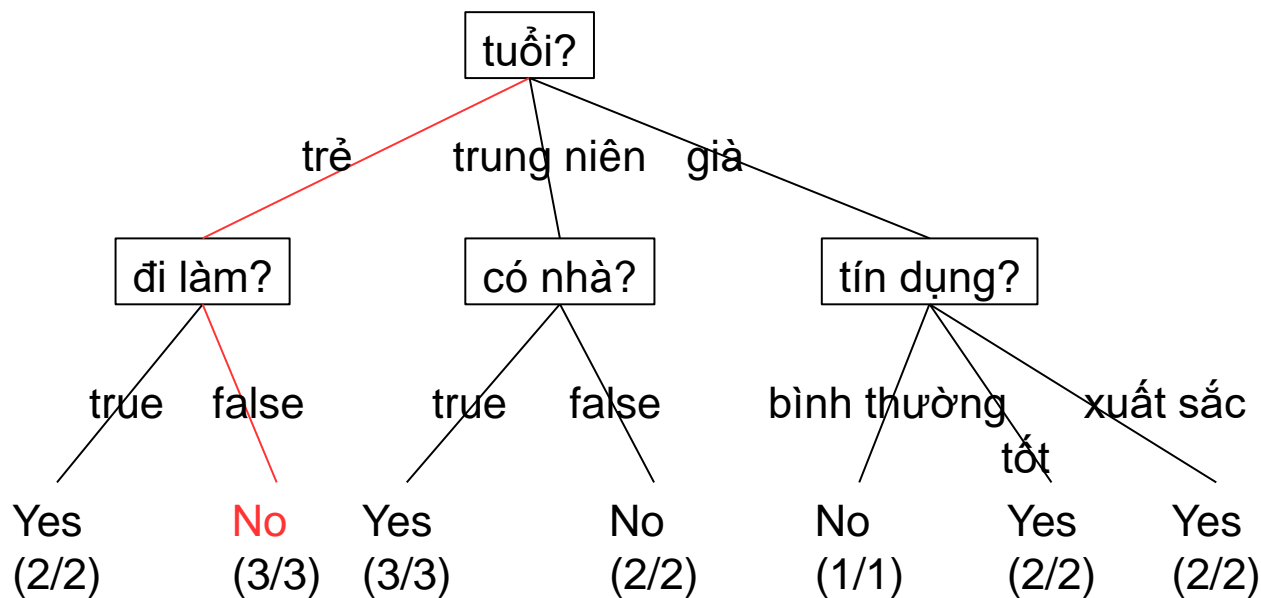 tuổi?
trẻ trung niên già
đi làm? có nhà? tín dụng?
true false true false bình thường xuất sắc
tốt
Yes No Yes No No Yes Yes
(2/2) (3/3) (3/3) (2/2) (1/1) (2/2) (2/2)